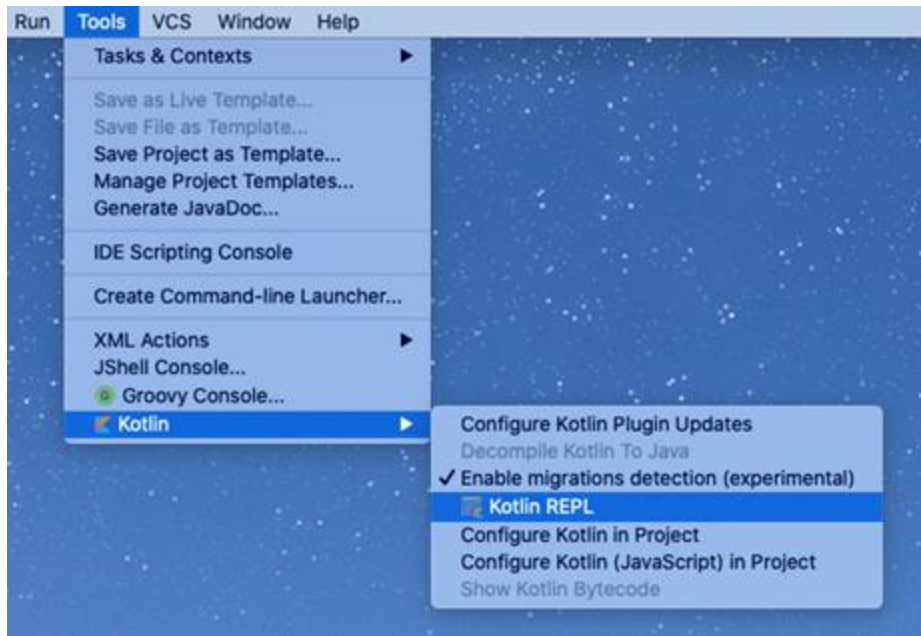 Run Tools VCS Window Help
Tasks & Contexts
Save as Live Template...
Save File as Template...
Save Project as Template...
Manage Project Templates...
Generate JavaDoc...
IDE Scripting Console
Create Command-line Launcher...
XML Actions
JShell Console...
Groovy Console...
Kotlin
Configure Kotlin Plugin Updates
Decompile Kotlin To Java
Enable migrations detection (experimental)
Kotlin REPL
Configure Kotlin in Project
Configure Kotlin (JavaScript) in Project
Show Kotlin Bytecode